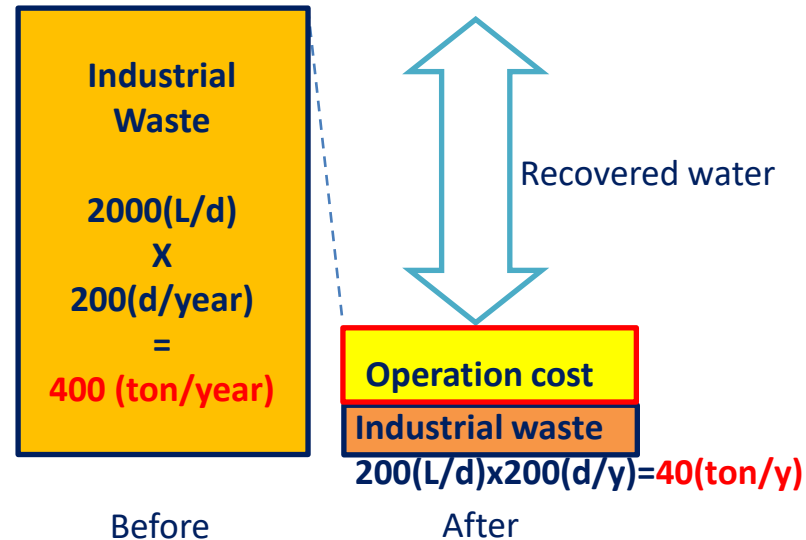 Industrial
Waste
2000(L/d)
X
200(d/year)
=
400 (ton/year)
Recovered water
Operation cost
Industrial waste
200(L/d)x200(d/y)=40(ton/y)
Before
After